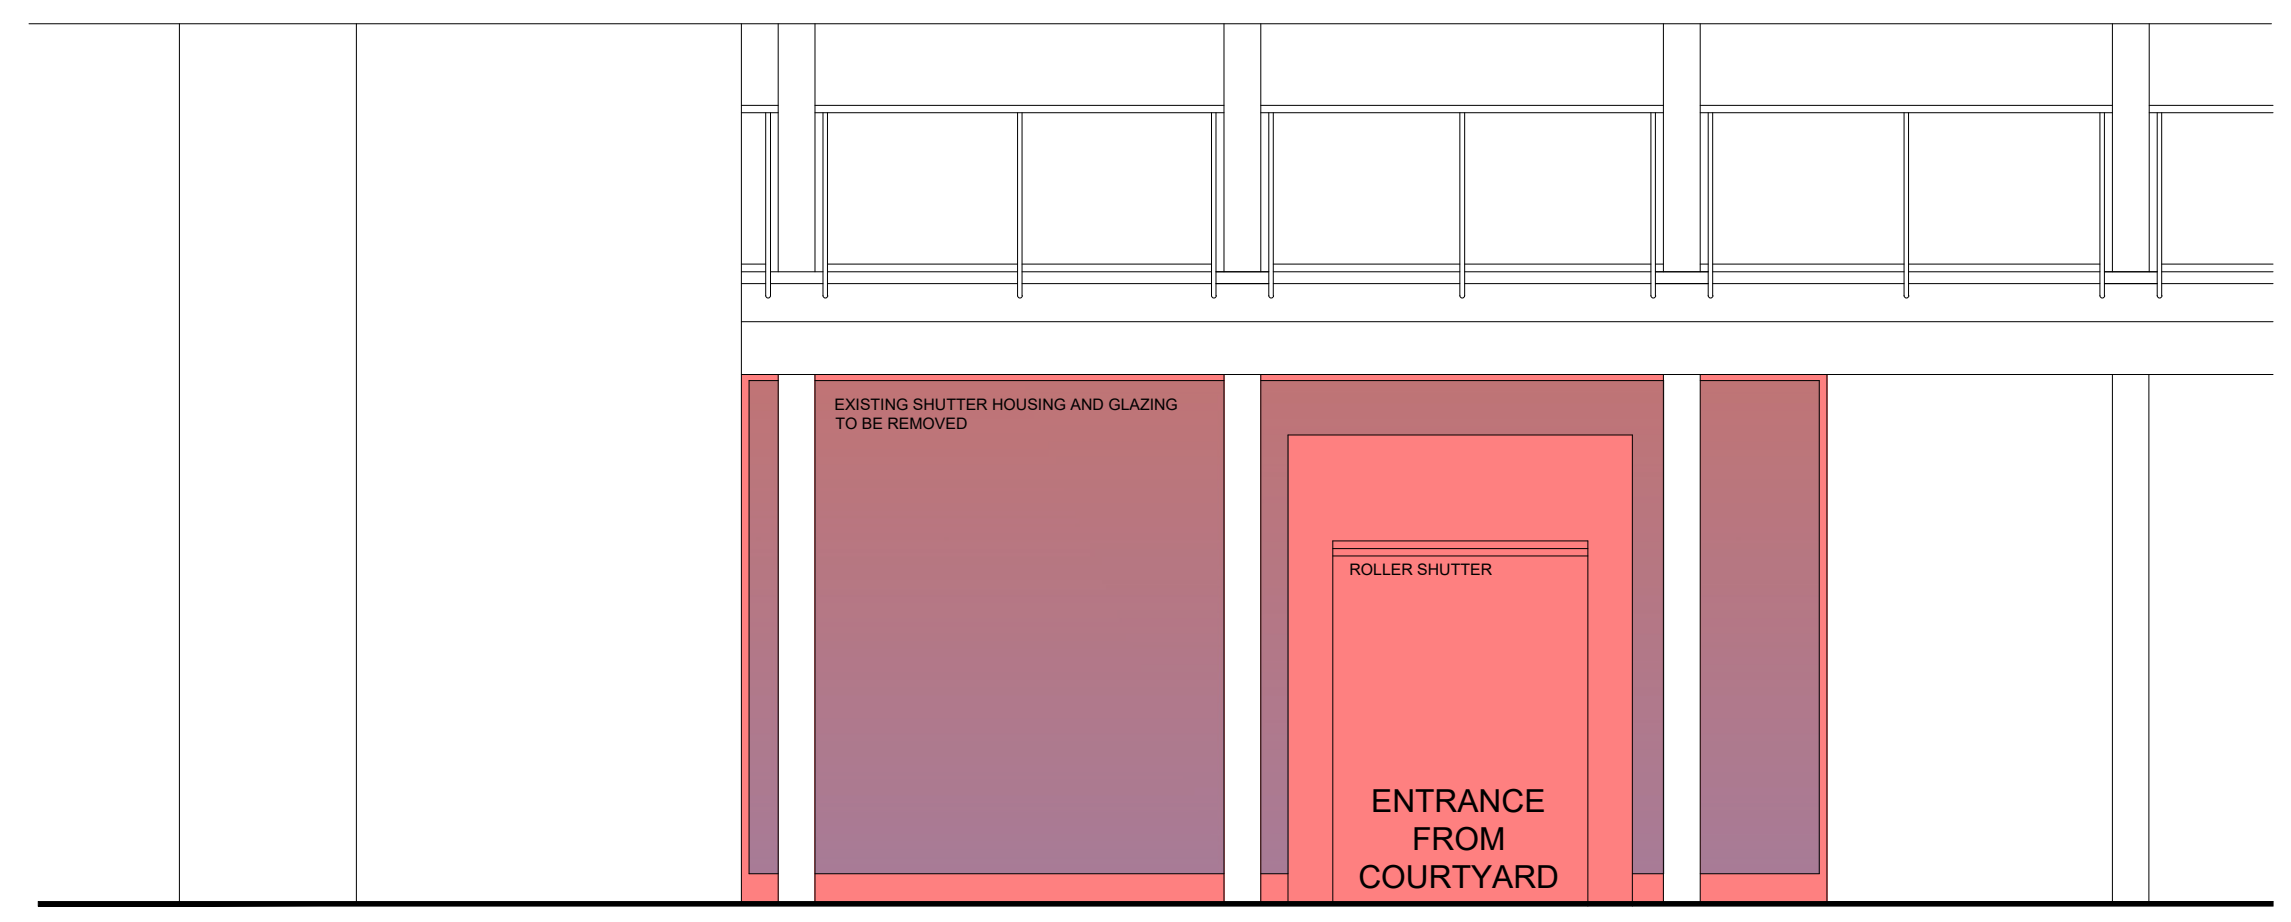 EXISTING SHUTTER HOUSING AND GLAZING
TO BE REMOVED
ROLLER SHUTTER
ENTRANCE
FROM
COURTYARD